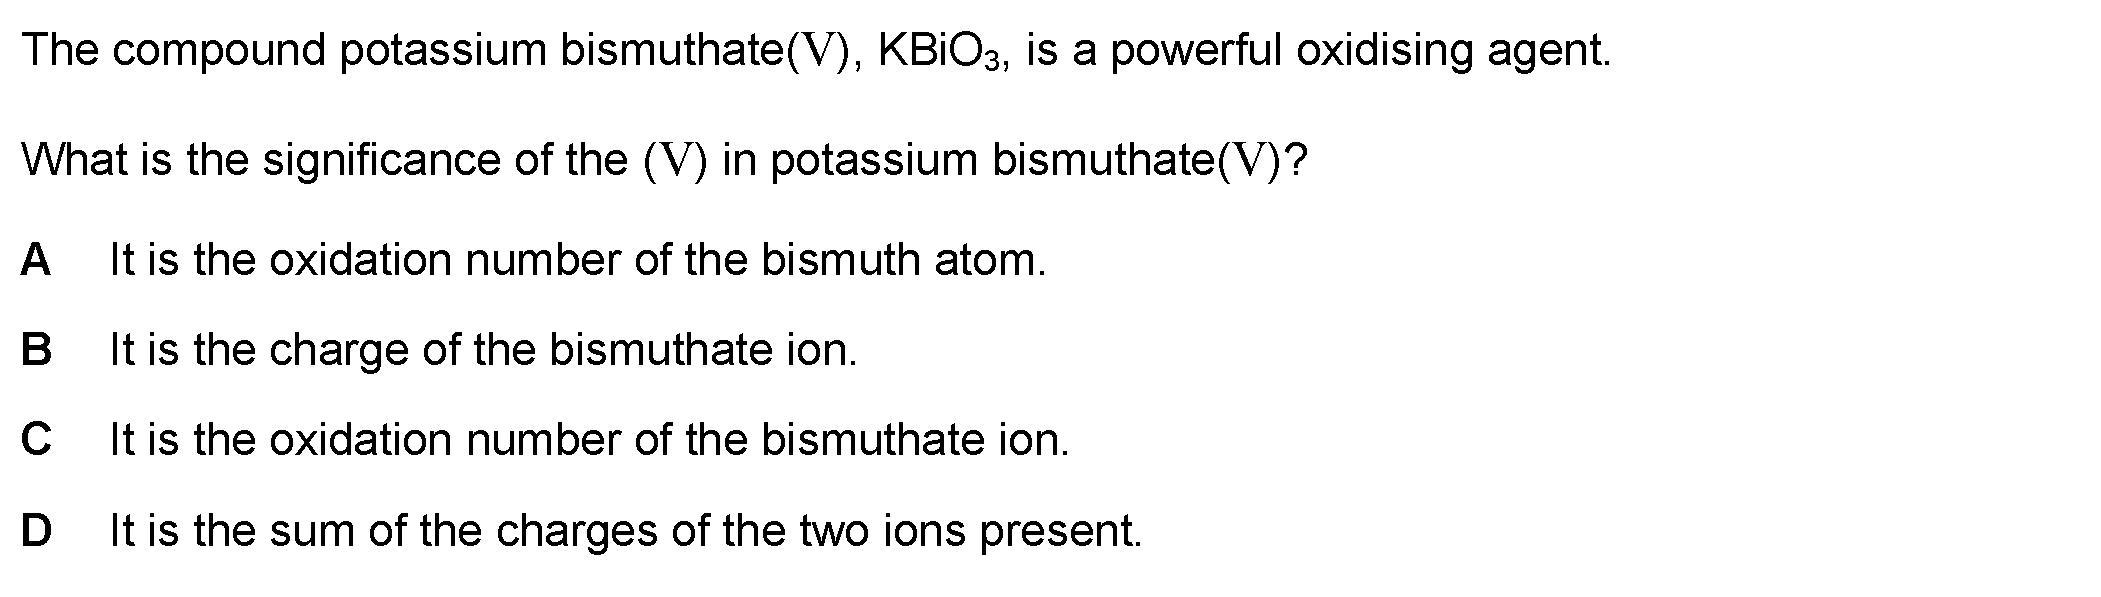 The compound potassium bismuthate(V), KBiO₃, is a powerful oxidising agent.
What is the significance of the (V) in potassium bismuthate(V)?
A It is the oxidation number of the bismuth atom.
B It is the charge of the bismuthate ion.
C It is the oxidation number of the bismuthate ion.
D It is the sum of the charges of the two ions present.